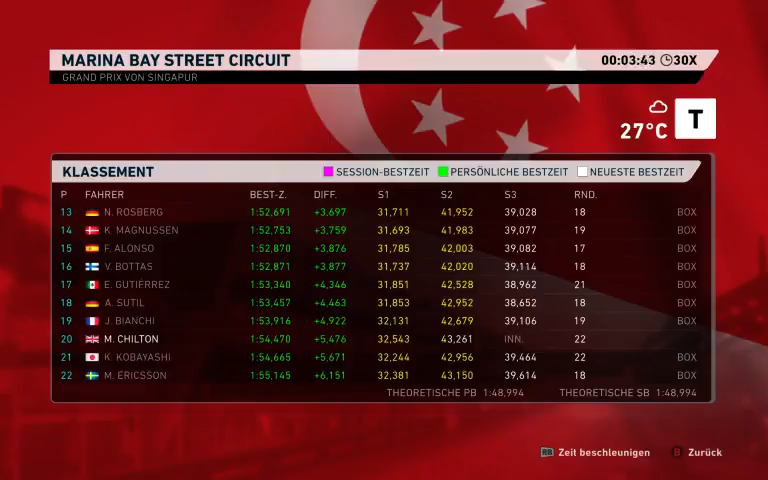 MARINA BAY STREET CIRCUIT 00:03:43 30X
GRAND PRIX VON SINGAPUR
27°C T
KLASSEMENT SESSION-BESTZEIT PERSÖNLICHE BESTZEIT NEUESTE BESTZEIT
P FAHRER BEST-Z. DIFF. S1 S2 S3 RND.
13 N. ROSBERG 1:52,691 +3,697 31,711 41,952 39,028 18 BOX
14 K. MAGNUSSEN 1:52,753 +3,759 31,693 41,983 39,077 19 BOX
15 F. ALONSO 1:52,870 +3,876 31,785 42,003 39,082 17 BOX
16 V. BOTTAS 1:52,871 +3,877 31,737 42,020 39,114 18 BOX
17 E. GUTIÉRREZ 1:53,340 +4,346 31,851 42,528 38,962 21 BOX
18 A. SUTIL 1:53,457 +4,463 31,853 42,952 38,652 18 BOX
19 J. BIANCHI 1:53,916 +4,922 32,131 42,679 39,106 19 BOX
20 M. CHILTON 1:54,470 +5,476 32,543 43,261 INN. 22
21 K. KOBAYASHI 1:54,665 +5,671 32,244 42,956 39,464 22 BOX
22 M. ERICSSON 1:55,145 +6,151 32,381 43,150 39,614 18 BOX
THEORETISCHE PB 1:48,994 THEORETISCHE SB 1:48,994
RB Zeit beschleunigen B Zurück